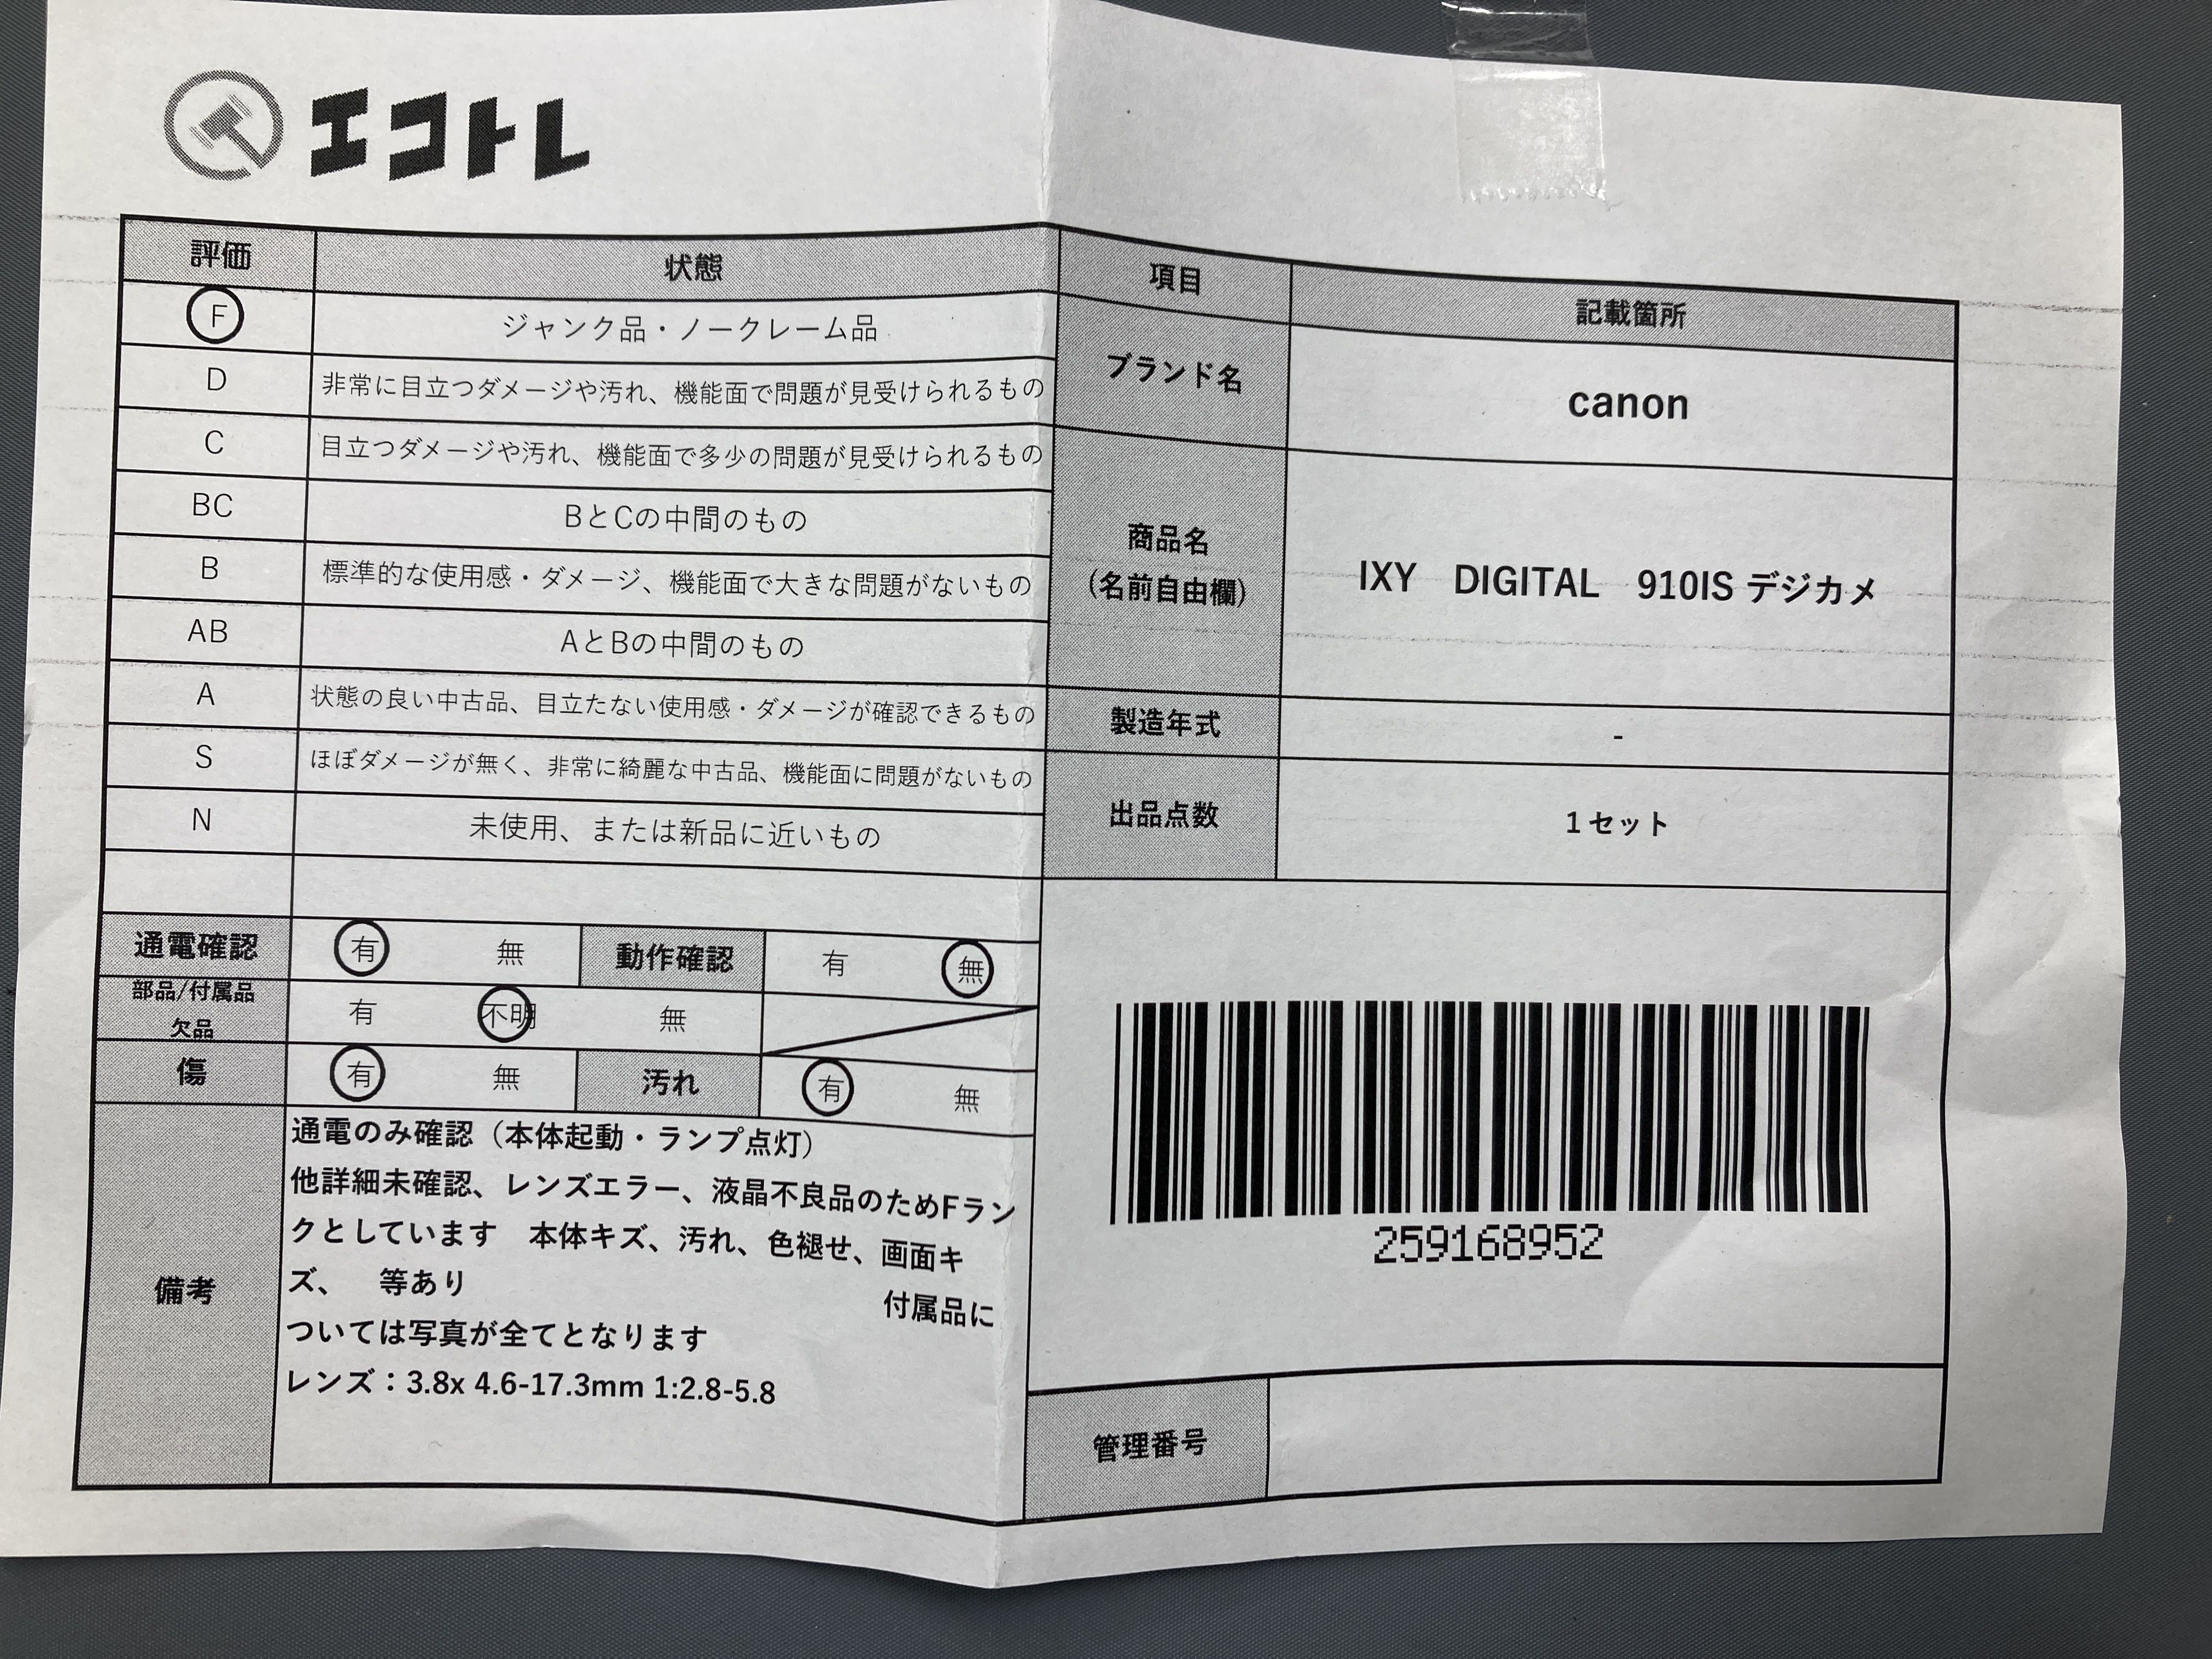 エコトレ
評価 状態
F ジャンク品・ノークレーム品
D 非常に目立つダメージや汚れ、機能面で問題が見受けられるもの
C 目立つダメージや汚れ、機能面で多少の問題が見受けられるもの
BC BとCの中間のもの
B 標準的な使用感・ダメージ、機能面で大きな問題がないもの
AB AとBの中間のもの
A 状態の良い中古品、目立たない使用感・ダメージが確認できるもの
S ほぼダメージが無く、非常に綺麗な中古品、機能面に問題がないもの
N 未使用、または新品に近いもの
通電確認 有 無 動作確認 有 無
部品/付属品
欠品 有 不明 無
傷 有 無 汚れ 有 無
備考
通電のみ確認（本体起動・ランプ点灯）
他詳細未確認、レンズエラー、液晶不良品のためFラン
クとしています　本体キズ、汚れ、色褪せ、画面キ
ズ、　等あり
付属品に
ついては写真が全てとなります
レンズ：3.8x 4.6-17.3mm 1:2.8-5.8
項目 記載箇所
ブランド名 canon
商品名
（名前自由欄） IXY　DIGITAL　910IS デジカメ
製造年式 -
出品点数 1セット
259168952
管理番号